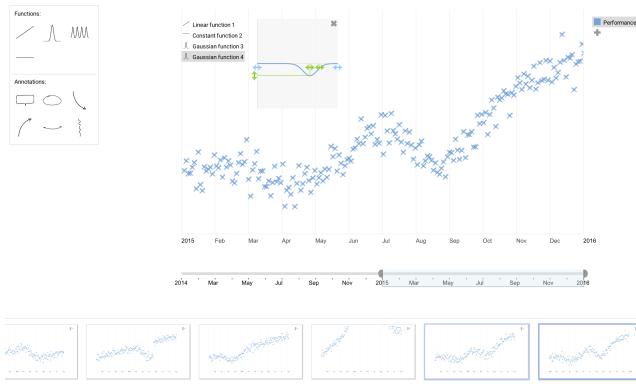 Functions:
Annotations:
Linear function 1
Constant function 2
Gaussian function 3
Gaussian function 4
Performance
2015 Feb Mar Apr May Jun Jul Aug Sep Oct Nov Dec 2016
2014 Mar May Jul Sep Nov 2015 Mar May Jul Sep Nov 2016